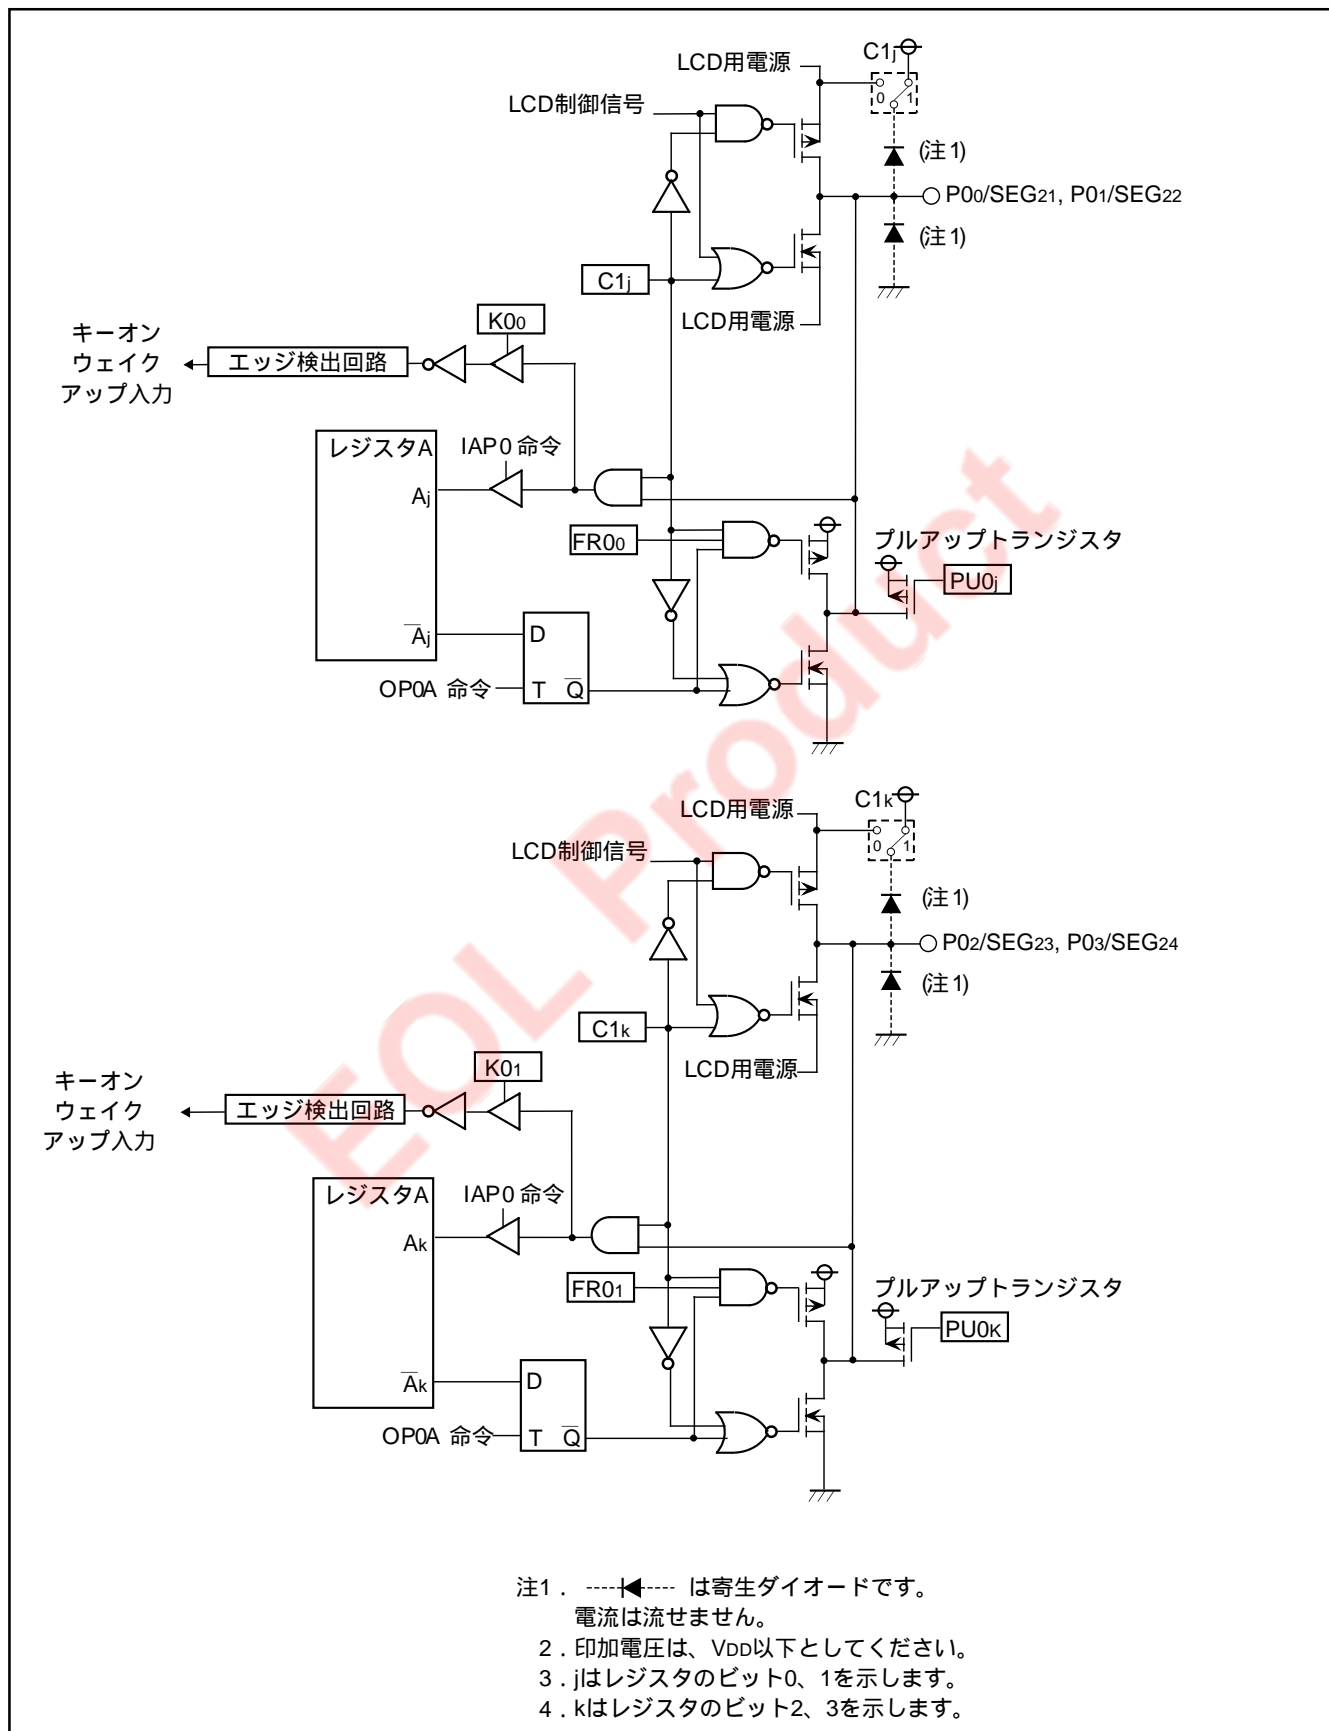 LCD用電源
C1j
0 1
LCD制御信号
(注1)
P00/SEG21, P01/SEG22
(注1)
C1j
LCD用電源
K00
キーオン
ウェイク
アップ入力
エッジ検出回路
レジスタA
IAP0 命令
Aj
FR00
プルアップトランジスタ
PU0j
Aj
D
OP0A 命令
T Q
LCD用電源
C1k
0 1
LCD制御信号
(注1)
P02/SEG23, P03/SEG24
(注1)
C1k
LCD用電源
K01
キーオン
ウェイク
アップ入力
エッジ検出回路
レジスタA
IAP0 命令
Ak
FR01
プルアップトランジスタ
PU0K
Ak
D
OP0A 命令
T Q
EOL Product
注1. は寄生ダイオードです。
電流は流せません。
2. 印加電圧は、VDD以下としてください。
3. jはレジスタのビット0、1を示します。
4. kはレジスタのビット2、3を示します。